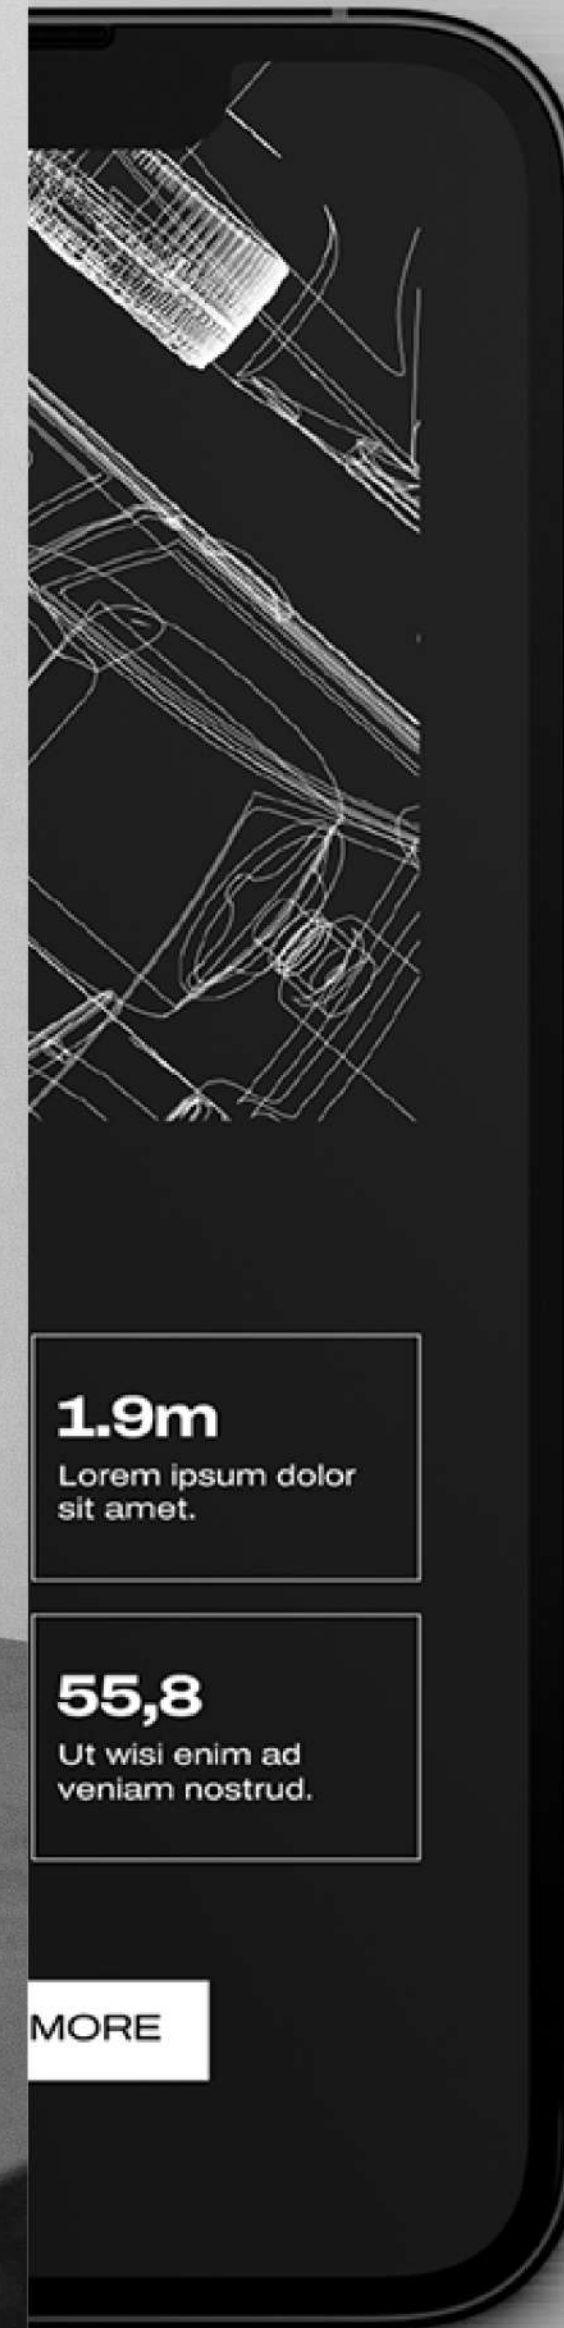 1.9m
Lorem ipsum dolor
sit amet.
55,8
Ut wisi enim ad
veniam nostrud.
MORE